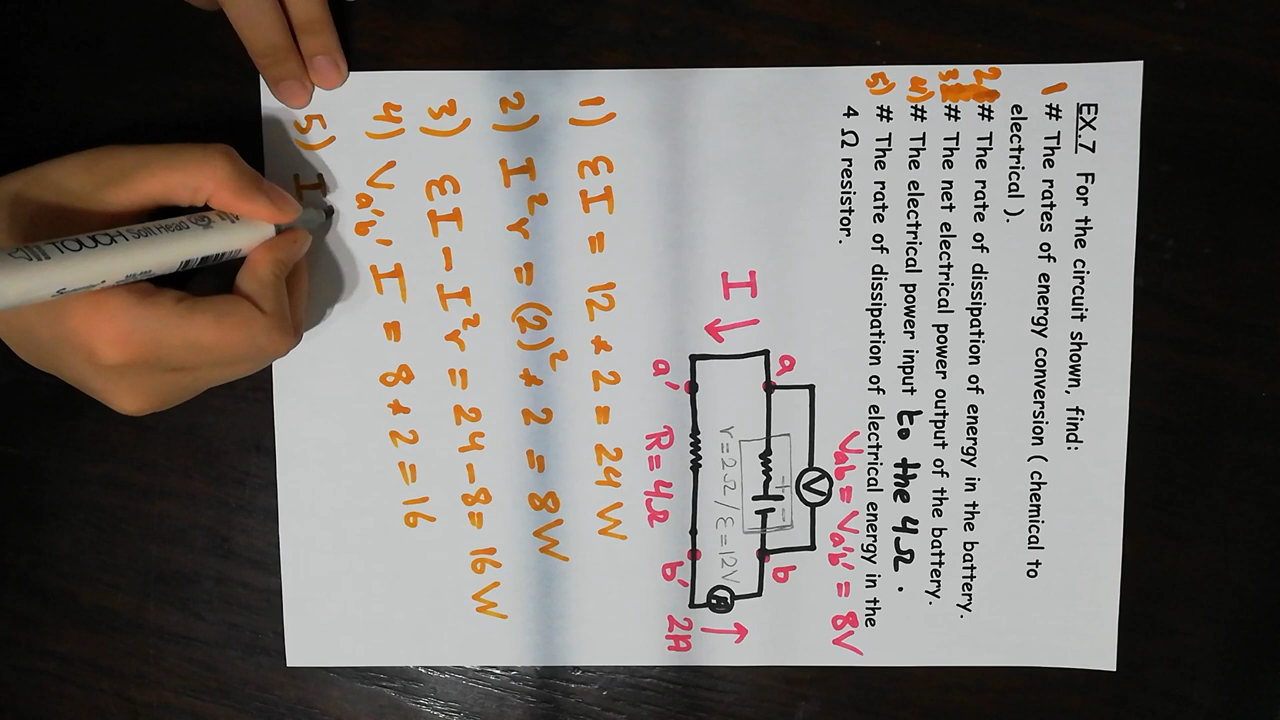 EX.7 For the circuit shown, find:
1 # The rates of energy conversion ( chemical to
electrical ).
2 # The rate of dissipation of energy in the battery.
3 # The net electrical power output of the battery.
4) # The electrical power input to the 4Ω.
5) # The rate of dissipation of electrical energy in the
4 Ω resistor.
Vab = Va'b' = 8V
V
a
b
+ -
r=2Ω / ε=12V
I
A
2A
a'
R=4Ω
b'
1) εI = 12 * 2 = 24 W
2) I²r = (2)² * 2 = 8W
3) εI - I²r = 24 - 8 = 16 W
4) Va'b' I = 8 * 2 = 16
5) I
TOUCH Soft Head